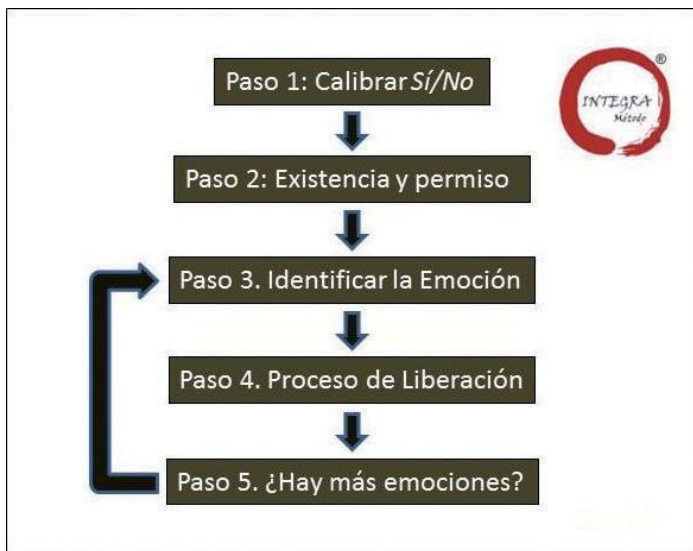 Paso 1: Calibrar Sí/No
®
INTEGRA
Método
Paso 2: Existencia y permiso
Paso 3. Identificar la Emoción
Paso 4. Proceso de Liberación
Paso 5. ¿Hay más emociones?